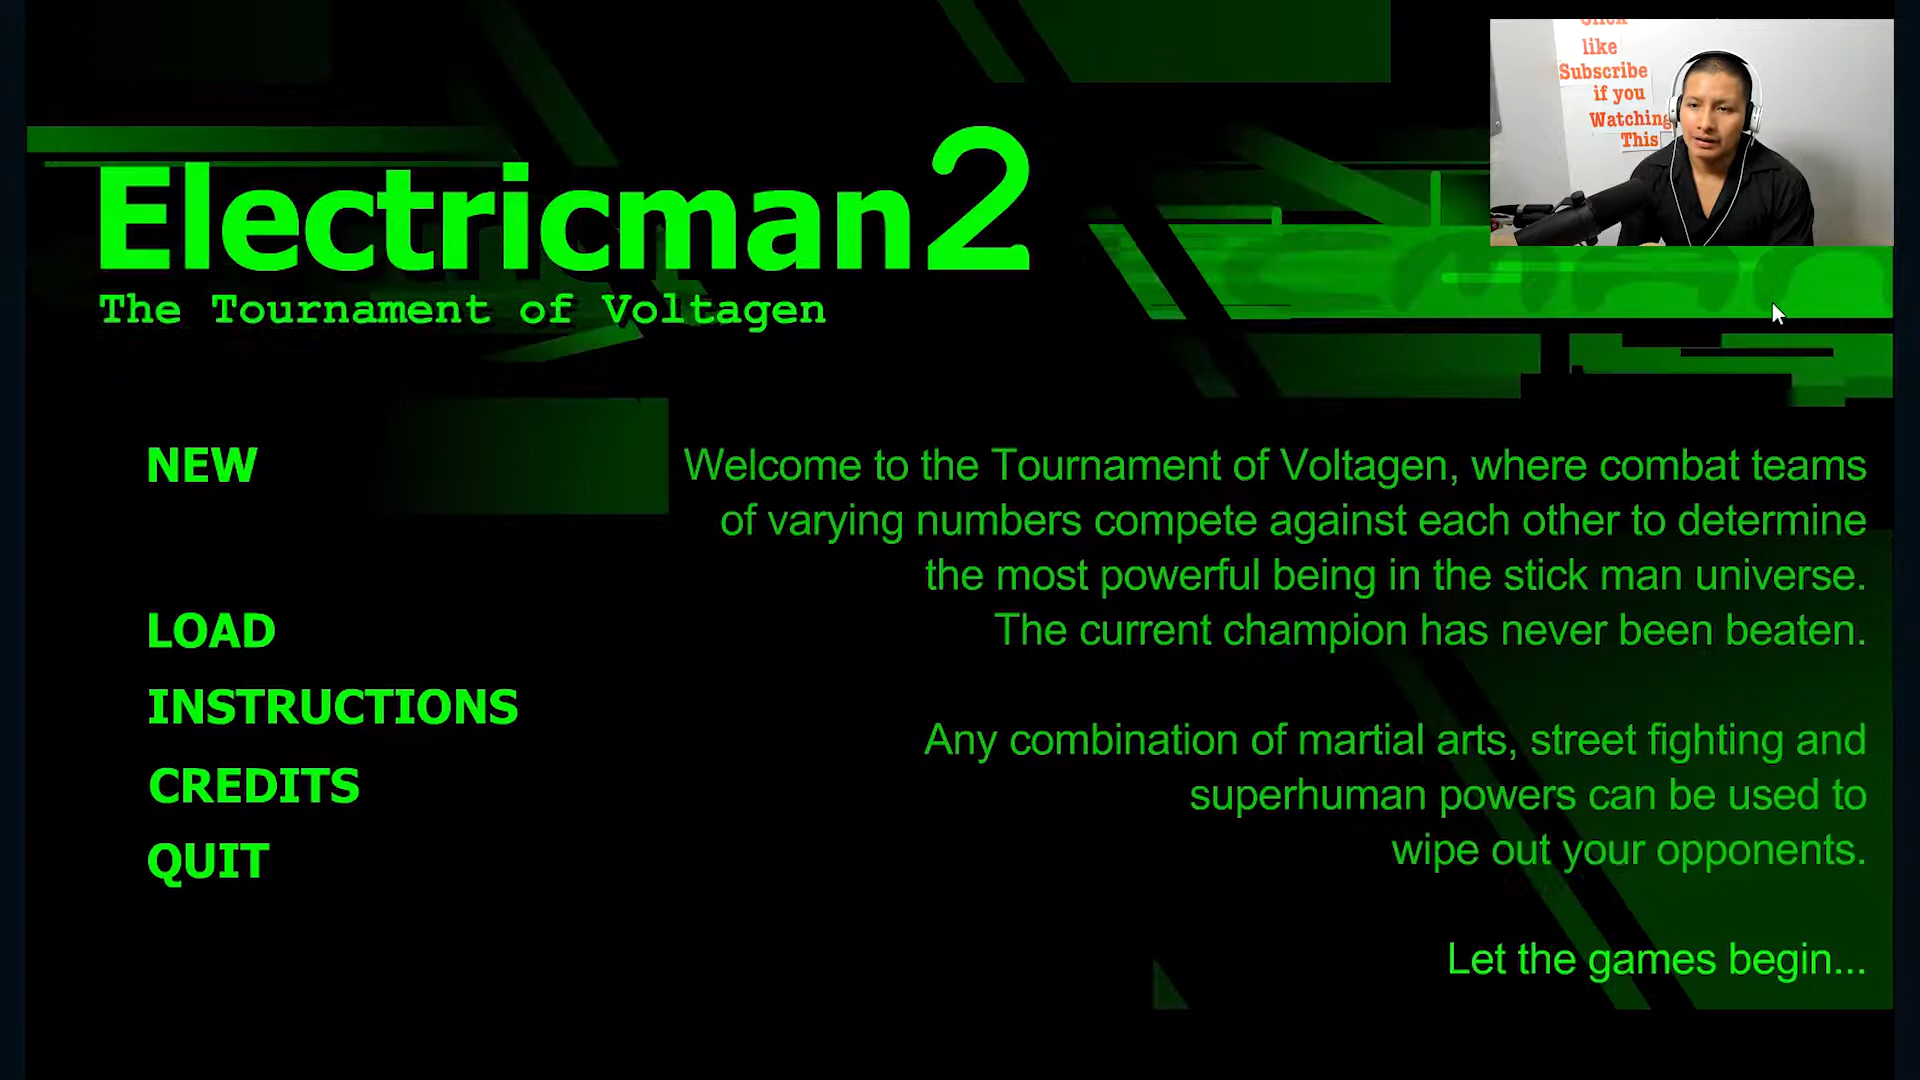 Electricman2
The Tournament of Voltagen
like
Subscribe
if you
Watching
This
NEW
LOAD
INSTRUCTIONS
CREDITS
QUIT
Welcome to the Tournament of Voltagen, where combat teams
of varying numbers compete against each other to determine
the most powerful being in the stick man universe.
The current champion has never been beaten.
Any combination of martial arts, street fighting and
superhuman powers can be used to
wipe out your opponents.
Let the games begin...